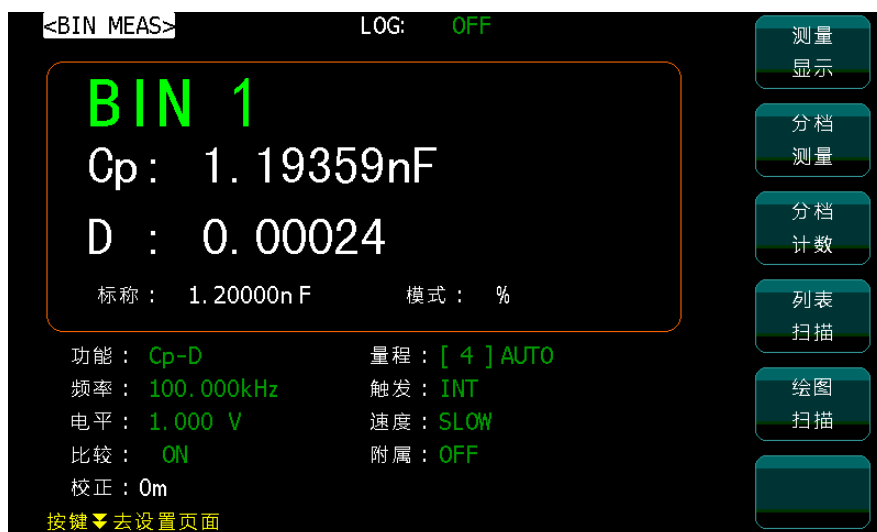 <BIN MEAS> LOG: OFF
BIN 1
Cp: 1.19359nF
D : 0.00024
标称： 1.20000nF 模式： %
功能： Cp-D 量程：[ 4 ] AUTO
频率： 100.000kHz 触发：INT
电平： 1.000 V 速度：SLOW
比较： ON 附属：OFF
校正：0m
按键⏬去设置页面
测量
显示
分档
测量
分档
计数
列表
扫描
绘图
扫描